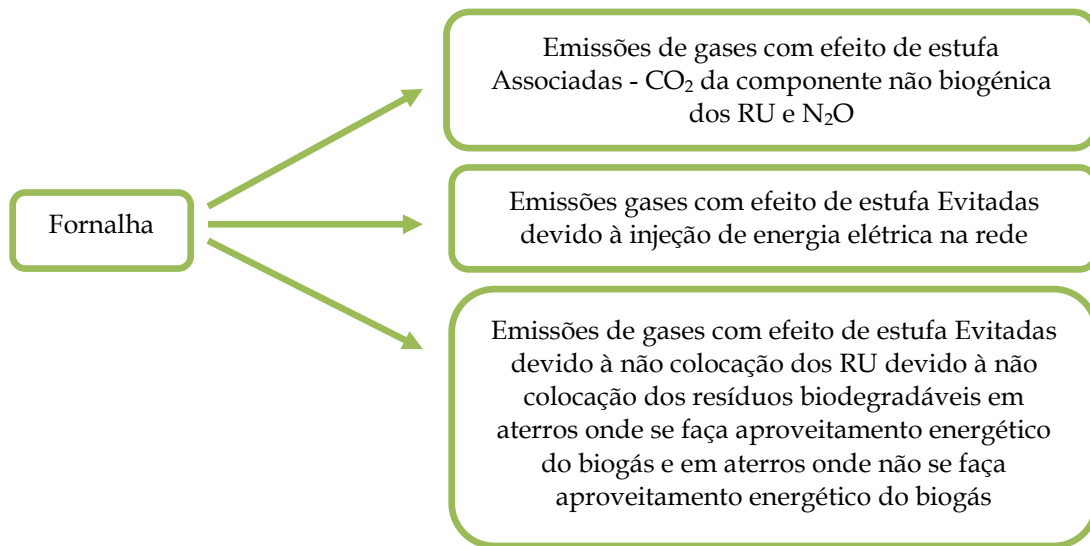 Emissões de gases com efeito de estufa
Associadas - CO₂ da componente não biogénica
dos RU e N₂O
Fornalha
Emissões gases com efeito de estufa Evitadas
devido à injeção de energia elétrica na rede
Emissões de gases com efeito de estufa Evitadas
devido à não colocação dos RU devido à não
colocação dos resíduos biodegradáveis em
aterros onde se faça aproveitamento energético
do biogás e em aterros onde não se faça
aproveitamento energético do biogás